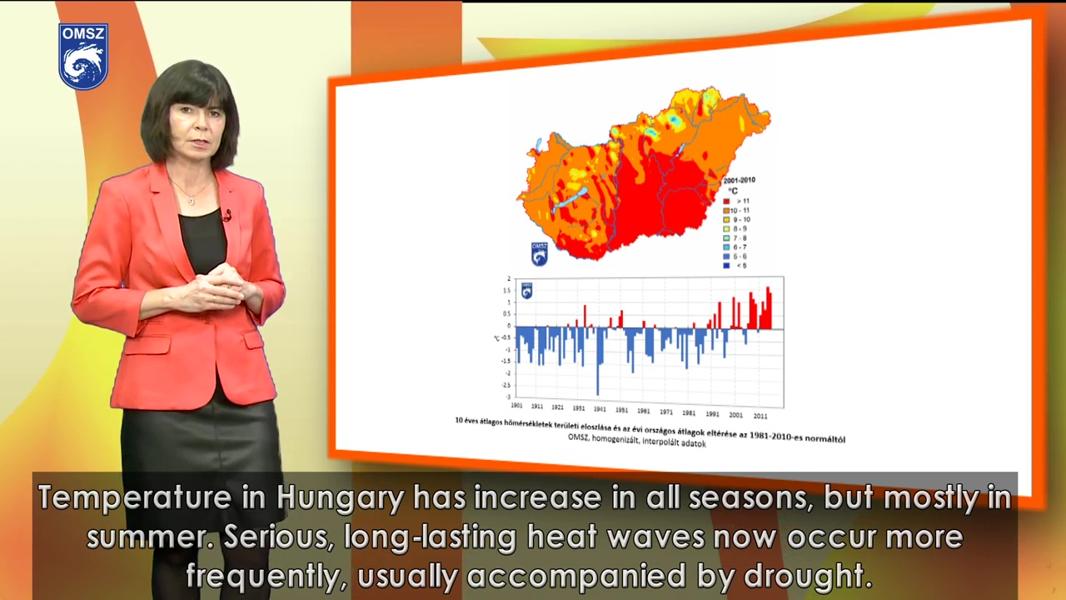 OMSZ
2001-2010
°C
> 11
10 - 11
9 - 10
8 - 9
7 - 8
6 - 7
5 - 6
< 5
OMSZ
2
1.5
1
0.5
0
-0.5
-1
-1.5
-2
-2.5
-3
°C
1901 1911 1921 1931 1941 1951 1961 1971 1981 1991 2001 2011
10 éves átlagos hőmérsékletek területi eloszlása és az évi országos átlagok eltérése az 1981-2010-es normáltól
OMSZ, homogenizált, interpolált adatok
Temperature in Hungary has increase in all seasons, but mostly in
summer. Serious, long-lasting heat waves now occur more
frequently, usually accompanied by drought.